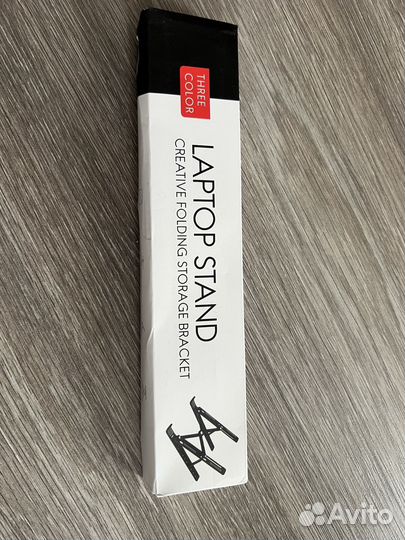 THREE
COLOR
LAPTOP STAND
CREATIVE FOLDING STORAGE BRACKET
Avito